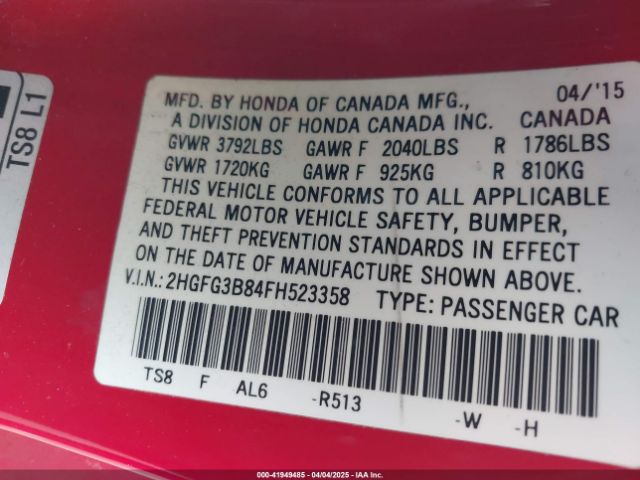 TS8 L1
MFD. BY HONDA OF CANADA MFG., 04/'15
A DIVISION OF HONDA CANADA INC. CANADA
GVWR 3792LBS GAWR F 2040LBS R 1786LBS
GVWR 1720KG GAWR F 925KG R 810KG
THIS VEHICLE CONFORMS TO ALL APPLICABLE
FEDERAL MOTOR VEHICLE SAFETY, BUMPER,
AND THEFT PREVENTION STANDARDS IN EFFECT
ON THE DATE OF MANUFACTURE SHOWN ABOVE.
V.I.N.: 2HGFG3B84FH523358 TYPE: PASSENGER CAR
TS8 F AL6 -R513 -W -H
000-41949485 - 04/04/2025 - IAA Inc.